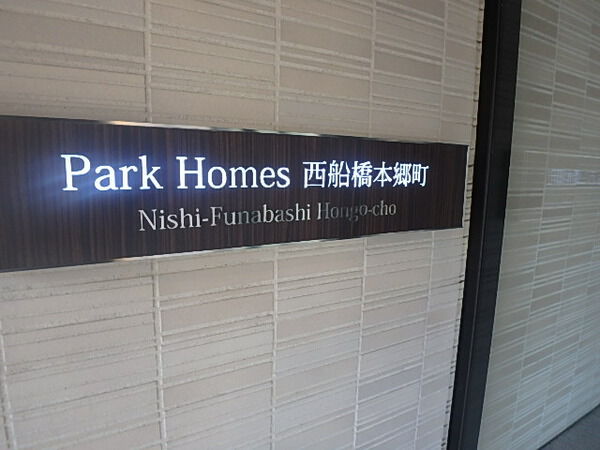 Park Homes 西船橋本郷町
Nishi-Funabashi Hongo-cho